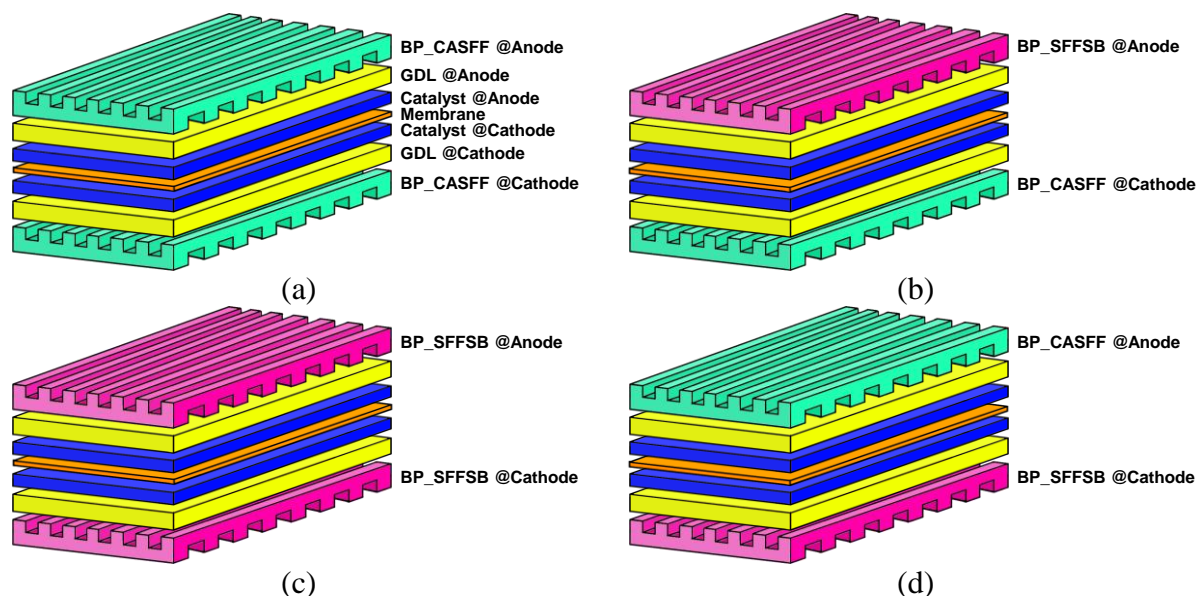 BP_CASFF @Anode
GDL @Anode
Catalyst @Anode
Membrane
Catalyst @Cathode
GDL @Cathode
BP_CASFF @Cathode
(a)
BP_SFFSB @Anode
BP_CASFF @Cathode
(b)
BP_SFFSB @Anode
BP_SFFSB @Cathode
(c)
BP_CASFF @Anode
BP_SFFSB @Cathode
(d)